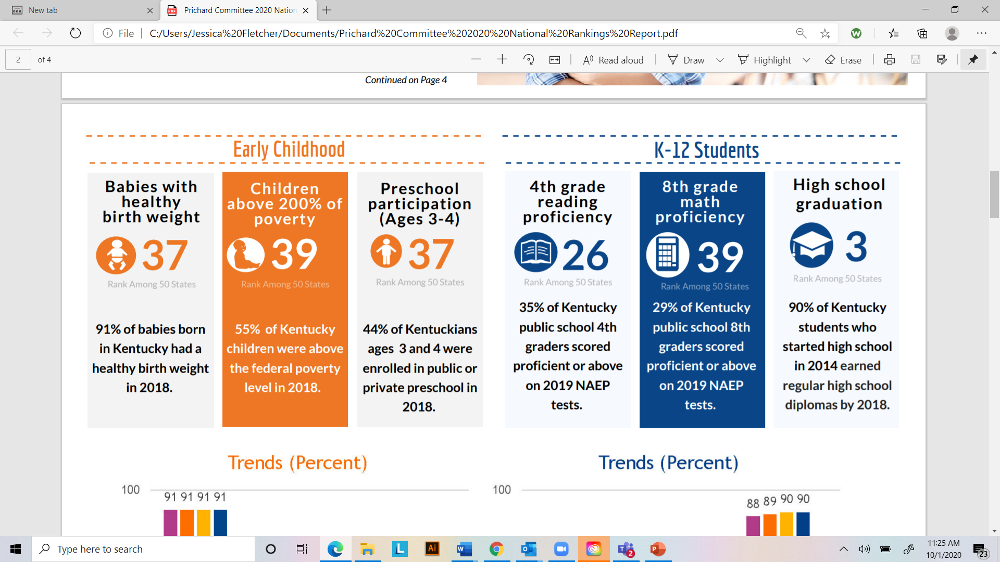 New tab
Prichard Committee 2020 Nation
File
C:/Users/Jessica%20Fletcher/Documents/Prichard%20Committee%202020%20National%20Rankings%20Report.pdf
2 of 4
Read aloud
Draw
Highlight
Erase
Continued on Page 4
Early Childhood
Babies with
healthy
birth weight
37
Rank Among 50 States
91% of babies born
in Kentucky had a
healthy birth weight
in 2018.
Children
above 200% of
poverty
39
Rank Among 50 States
55% of Kentucky
children were above
the federal poverty
level in 2018.
Preschool
participation
(Ages 3-4)
37
Rank Among 50 States
44% of Kentuckians
ages 3 and 4 were
enrolled in public or
private preschool in
2018.
K-12 Students
4th grade
reading
proficiency
26
Rank Among 50 States
35% of Kentucky
public school 4th
graders scored
proficient or above
on 2019 NAEP
tests.
8th grade
math
proficiency
39
Rank Among 50 States
29% of Kentucky
public school 8th
graders scored
proficient or above
on 2019 NAEP
tests.
High school
graduation
3
Rank Among 50 States
90% of Kentucky
students who
started high school
in 2014 earned
regular high school
diplomas by 2018.
Trends (Percent)
100
91 91 91 91
Trends (Percent)
100
88 89 90 90
Type here to search
11:25 AM
10/1/2020
23